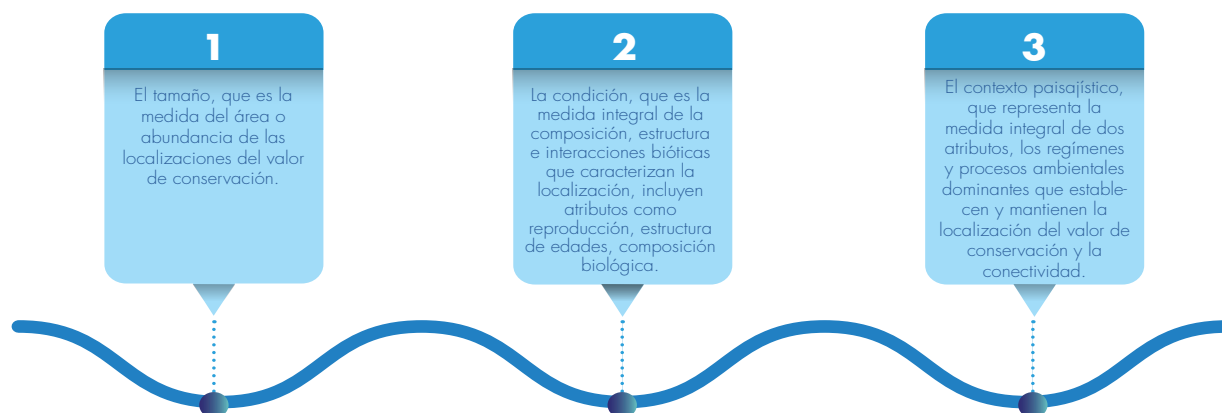 1
El tamaño, que es la
medida del área o
abundancia de las
localizaciones del valor
de conservación.
2
La condición, que es la
medida integral de la
composición, estructura
e interacciones bióticas
que caracterizan la
localización, incluyen
atributos como
reproducción, estructura
de edades, composición
biológica.
3
El contexto paisajístico,
que representa la
medida integral de dos
atributos, los regímenes
y procesos ambientales
dominantes que estable-
cen y mantienen la
localización del valor de
conservación y la
conectividad.